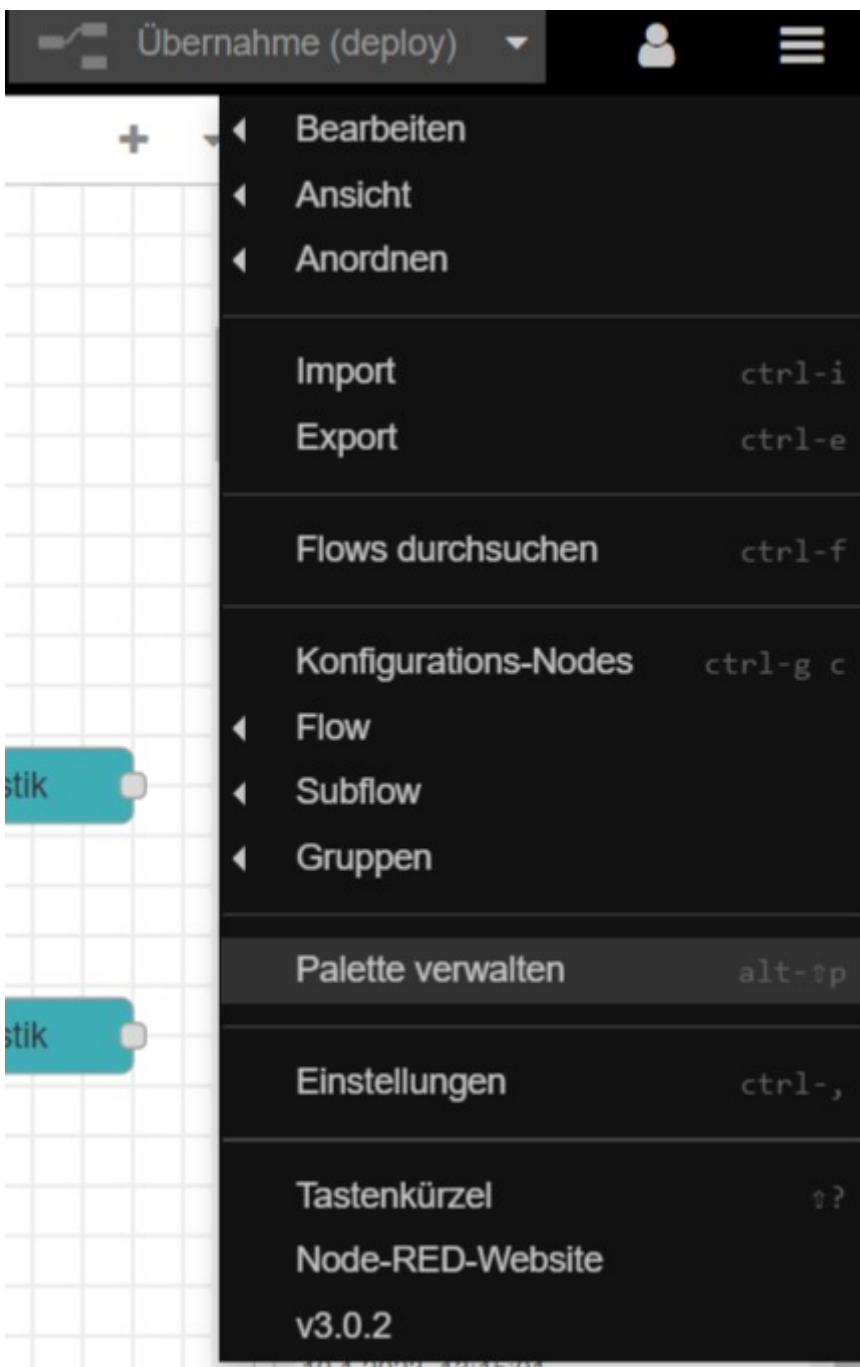 Übernahme (deploy)
Bearbeiten
Ansicht
Anordnen
Import ctrl-i
Export ctrl-e
Flows durchsuchen ctrl-f
Konfigurations-Nodes ctrl-g c
Flow
stik
Subflow
Gruppen
Palette verwalten alt-⇧p
stik
Einstellungen ctrl-,
Tastenkürzel ⇧?
Node-RED-Website
v3.0.2